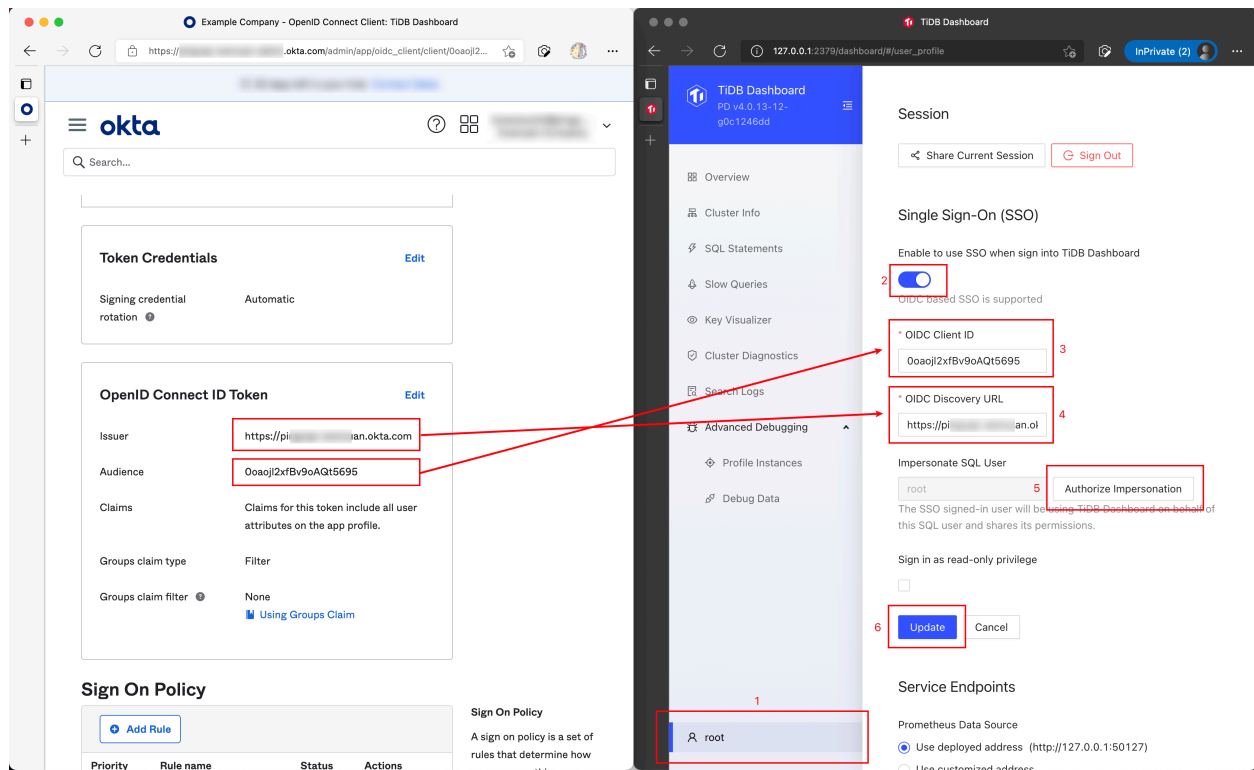 Example Company - OpenID Connect Client: TiDB Dashboard
https://
.okta.com/admin/app/oidc_client/client/0oaojl2...
okta
Search...
Token Credentials
Edit
Signing credential
rotation
Automatic
OpenID Connect ID Token
Edit
Issuer
https://pi
an.okta.com
Audience
0oaojl2xfBv9oAQt5695
Claims
Claims for this token include all user
attributes on the app profile.
Groups claim type
Filter
Groups claim filter
None
Using Groups Claim
Sign On Policy
Add Rule
Priority
Rule name
Status
Actions
Sign On Policy
A sign on policy is a set of
rules that determine how
TiDB Dashboard
127.0.0.1:2379/dashboard/#/user_profile
InPrivate (2)
TiDB Dashboard
PD v4.0.13-12-
g0c1246dd
Overview
Cluster Info
SQL Statements
Slow Queries
Key Visualizer
Cluster Diagnostics
Search Logs
Advanced Debugging
Profile Instances
Debug Data
1
root
Session
Share Current Session
Sign Out
Single Sign-On (SSO)
Enable to use SSO when sign into TiDB Dashboard
2
OIDC based SSO is supported
* OIDC Client ID
0oaojl2xfBv9oAQt5695
3
* OIDC Discovery URL
https://pi
an.ok
4
Impersonate SQL User
root
5
Authorize Impersonation
The SSO signed-in user will be using TiDB Dashboard on behalf of
this SQL user and shares its permissions.
Sign in as read-only privilege
6
Update
Cancel
Service Endpoints
Prometheus Data Source
Use deployed address (http://127.0.0.1:50127)
Use customized address